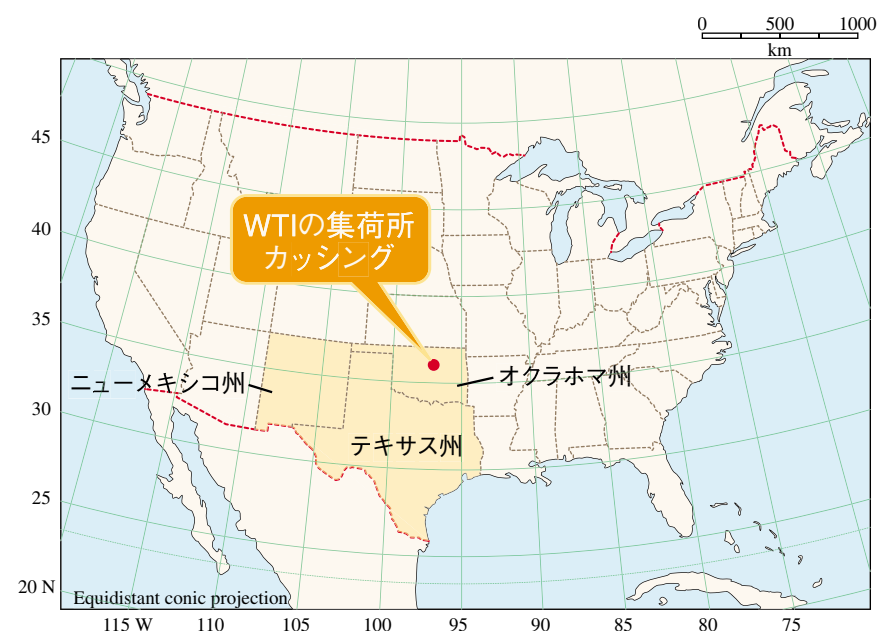 0 500 1000
km
45
40
35
30
25
20 N
WTIの集荷所
カッシング
ニューメキシコ州
オクラホマ州
テキサス州
Equidistant conic projection
115 W 110 105 100 95 90 85 80 75